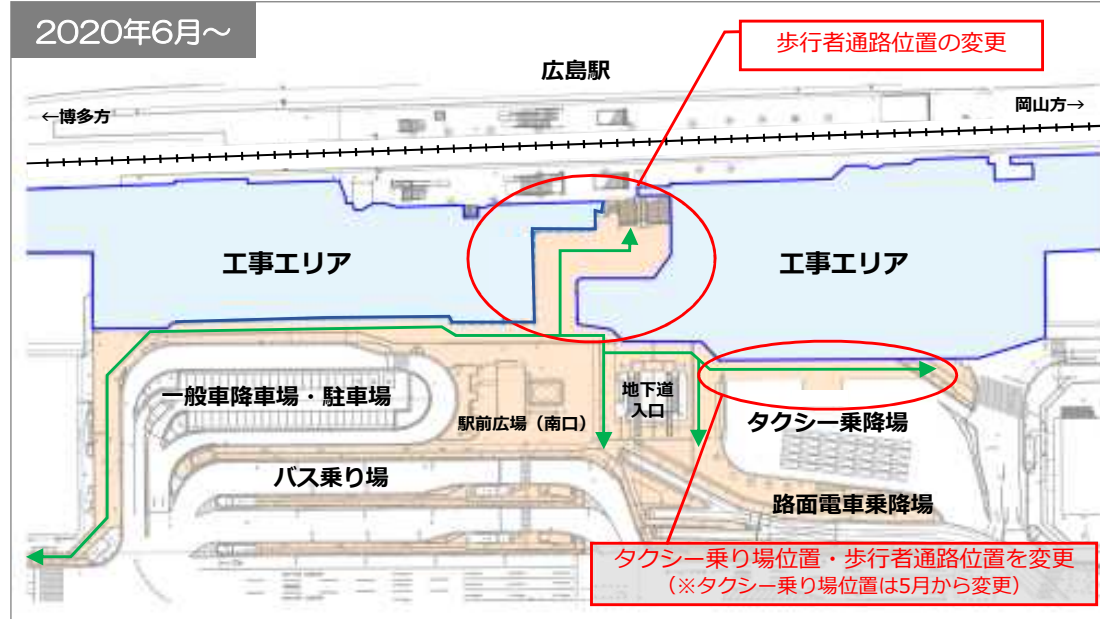 2020年6月～
歩行者通路位置の変更
広島駅
←博多方
岡山方→
工事エリア
工事エリア
一般車降車場・駐車場
地下道
入口
駅前広場（南口）
タクシー乗降場
バス乗り場
路面電車乗降場
タクシー乗り場位置・歩行者通路位置を変更
（※タクシー乗り場位置は5月から変更）